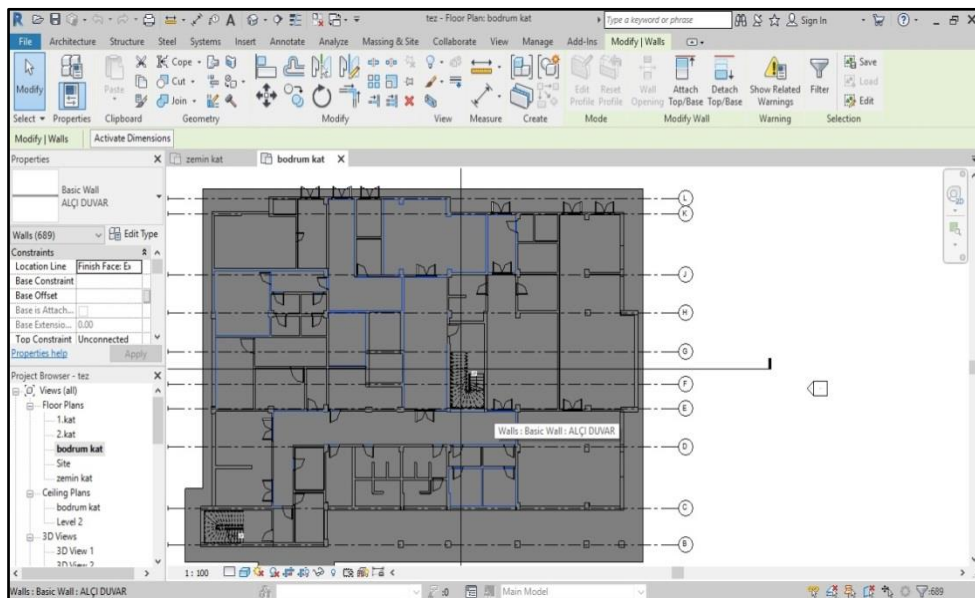 R
A
tez - Floor Plan: bodrum kat
Type a keyword or phrase
Sign In
File Architecture Structure Steel Systems Insert Annotate Analyze Massing & Site Collaborate View Manage Add-Ins Modify | Walls
Modify
Paste
Cope
Cut
Join
Edit Profile
Reset Profile
Wall Opening
Attach Top/Base
Detach Top/Base
Show Related Warnings
Filter
Save
Load
Edit
Select Properties Clipboard Geometry Modify View Measure Create Mode Modify Wall Warning Selection
Modify | Walls Activate Dimensions
Properties X
zemin kat
bodrum kat X
Basic Wall
ALÇI DUVAR
Walls (689) Edit Type
Constraints
Location Line Finish Face: Ex
Base Constraint
Base Offset
Base is Attach...
Base Extensio... 0.00
Top Constraint Unconnected
Properties help Apply
Project Browser - tez X
Views (all)
Floor Plans
1.kat
2.kat
bodrum kat
Site
zemin kat
Ceiling Plans
bodrum kat
Level 2
3D Views
3D View 1
3D View 2
L
K
J
H
G
F
E
D
C
B
Walls : Basic Wall : ALÇI DUVAR
1 : 100
Walls : Basic Wall : ALÇI DUVAR
:0
Main Model
:689